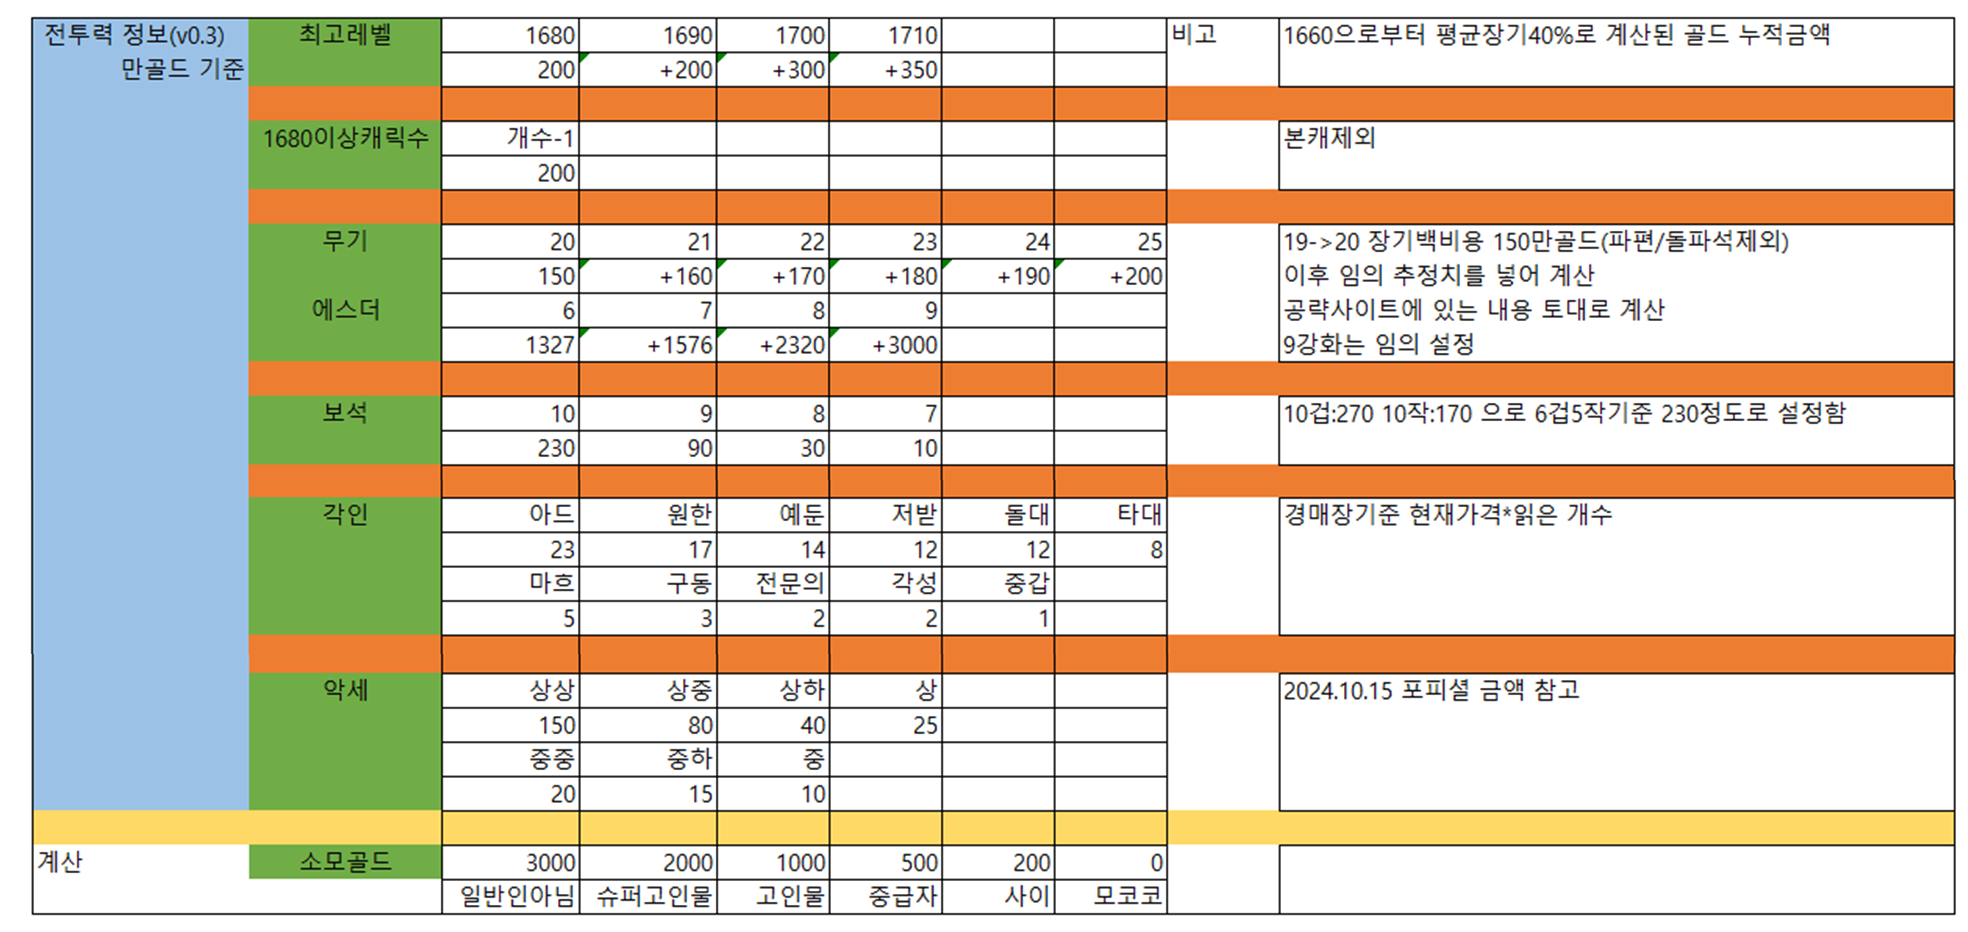 전투력 정보(v0.3) 최고레벨 1680 1690 1700 1710 비고 1660으로부터 평균장기40%로 계산된 골드 누적금액
만골드 기준 200 +200 +300 +350
1680이상캐릭수 개수-1 본캐제외
200
무기 20 21 22 23 24 25 19->20 장기백비용 150만골드(파편/돌파석제외)
150 +160 +170 +180 +190 +200 이후 임의 추정치를 넣어 계산
에스더 6 7 8 9 공략사이트에 있는 내용 토대로 계산
1327 +1576 +2320 +3000 9강화는 임의 설정
보석 10 9 8 7 10겁:270 10작:170 으로 6겁5작기준 230정도로 설정함
230 90 30 10
각인 아드 원한 예둔 저받 돌대 타대 경매장기준 현재가격*읽은 개수
23 17 14 12 12 8
마흐 구동 전문의 각성 중갑
5 3 2 2 1
악세 상상 상중 상하 상 2024.10.15 포피셜 금액 참고
150 80 40 25
중중 중하 중
20 15 10
계산 소모골드 3000 2000 1000 500 200 0
일반인아님 슈퍼고인물 고인물 중급자 사이 모코코